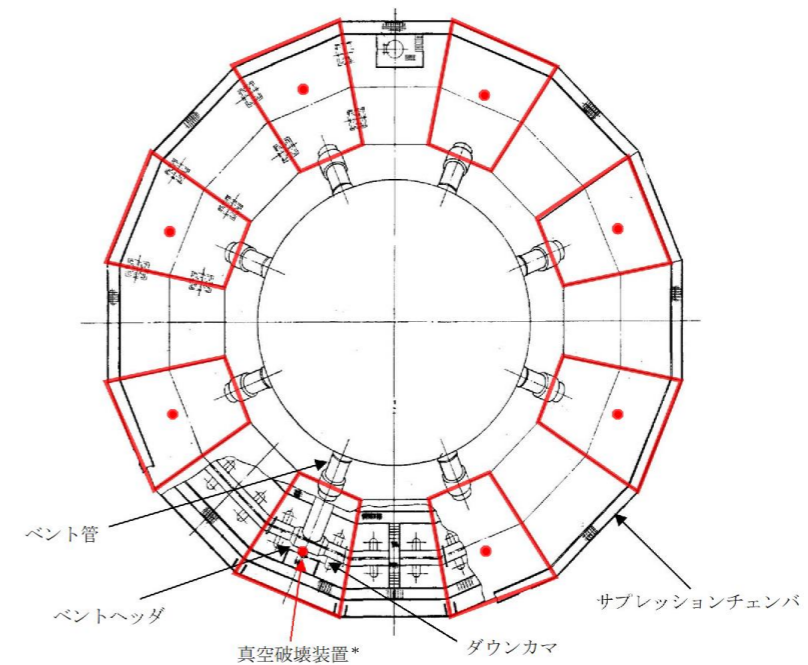 ベント管
ベントヘッダ
真空破壊装置*
ダウンカマ
サプレッションチェンバ